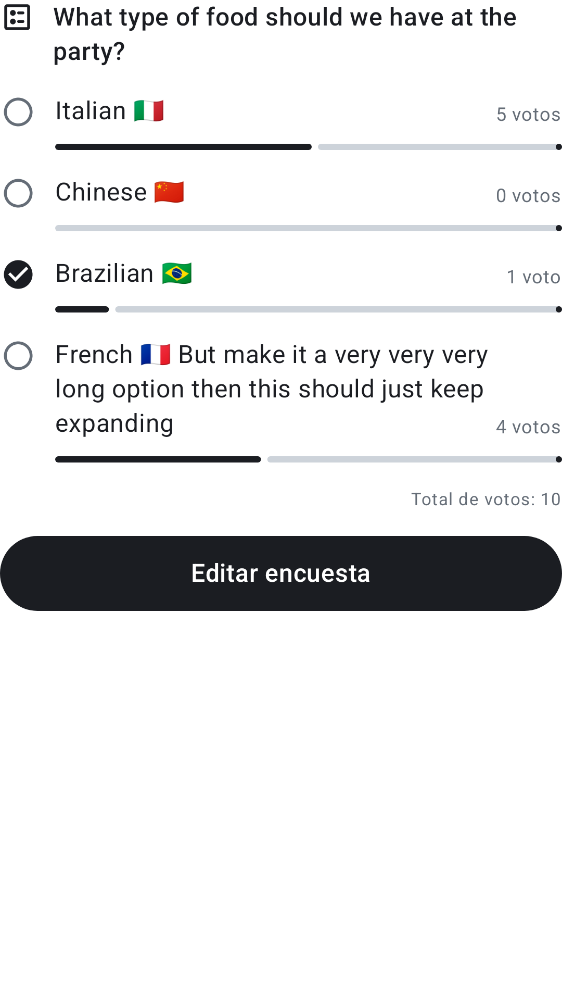 What type of food should we have at the
party?
Italian 🇮🇹
5 votos
Chinese 🇨🇳
0 votos
Brazilian 🇧🇷
1 voto
French 🇫🇷 But make it a very very very
long option then this should just keep
expanding
4 votos
Total de votos: 10
Editar encuesta